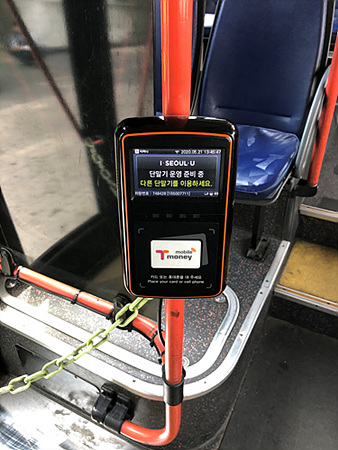 2020.05.21 13:45:47
I·SEOUL·U
단말기 운영 준비 중
다른 단말기를 이용하세요.
차량번호 : 748428 [155007711]
mobile
T money
카드 또는 휴대폰을 대 주세요
Place your card or cell phone